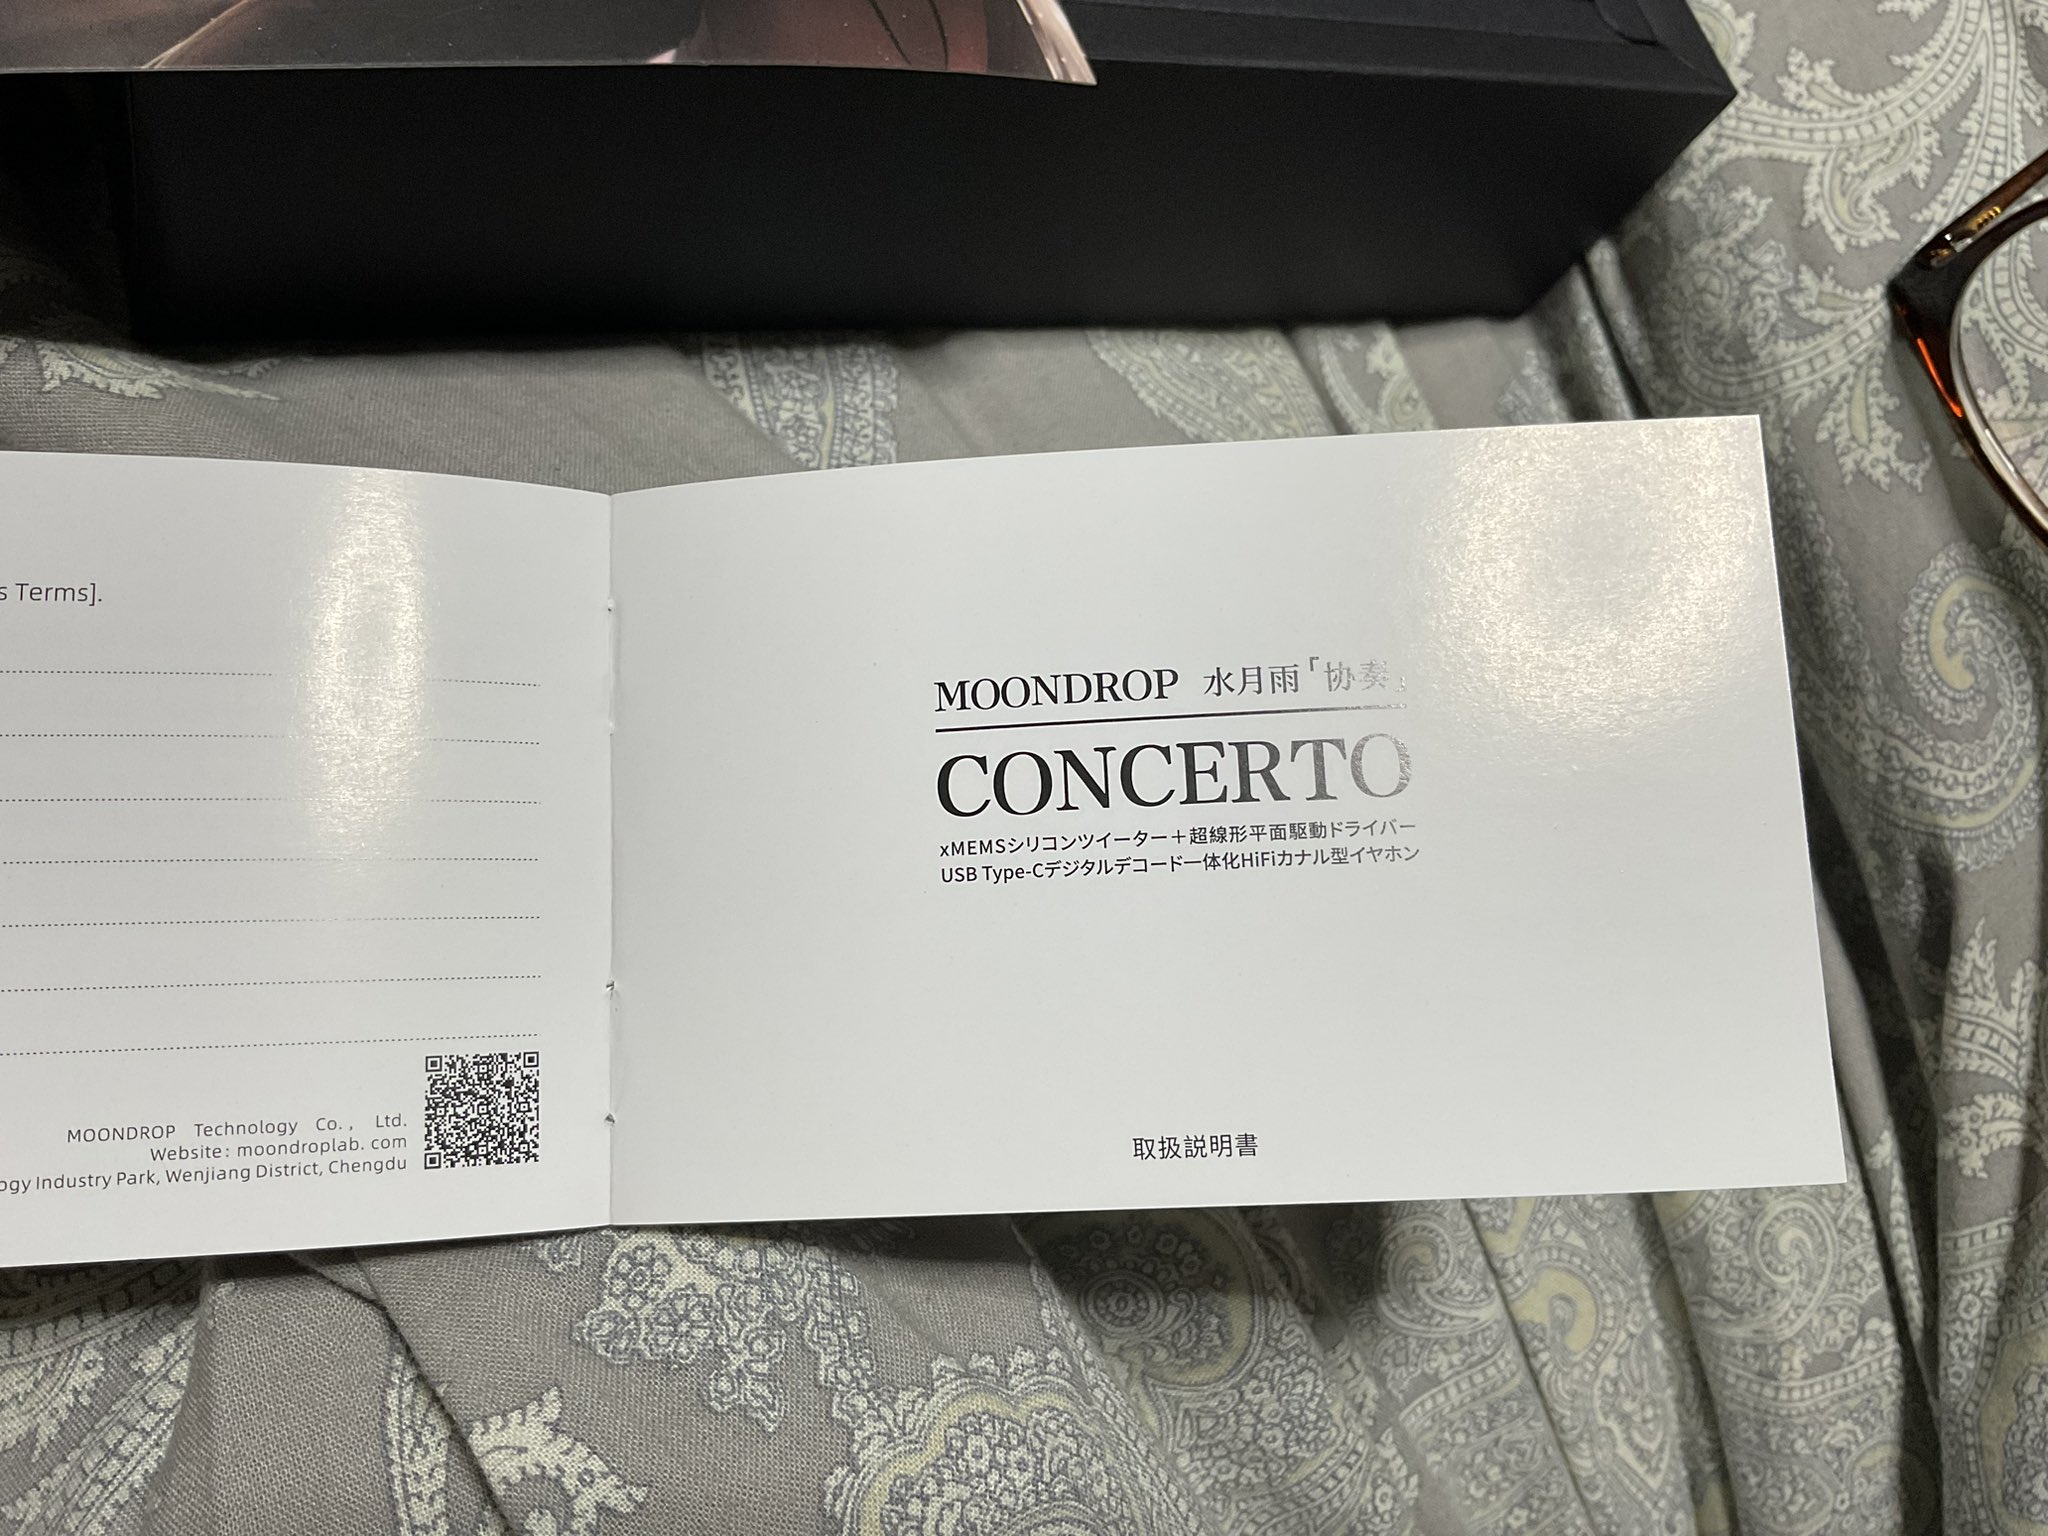 s Terms].
MOONDROP Technology Co., Ltd.
Website: moondroplab. com
ogy Industry Park, Wenjiang District, Chengdu
MOONDROP 水月雨「协奏」
CONCERTO
xMEMSシリコンツイーター＋超線形平面駆動ドライバー
USB Type-Cデジタルデコード一体化HiFiカナル型イヤホン
取扱説明書